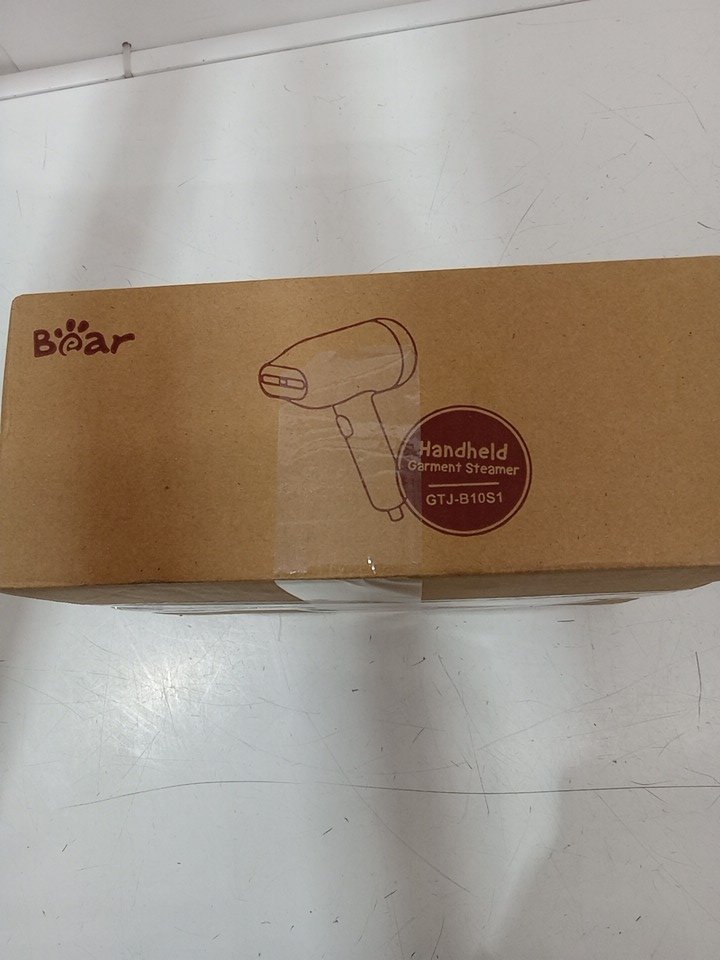 Bear
Handheld
Garment Steamer
GTJ-B10S1